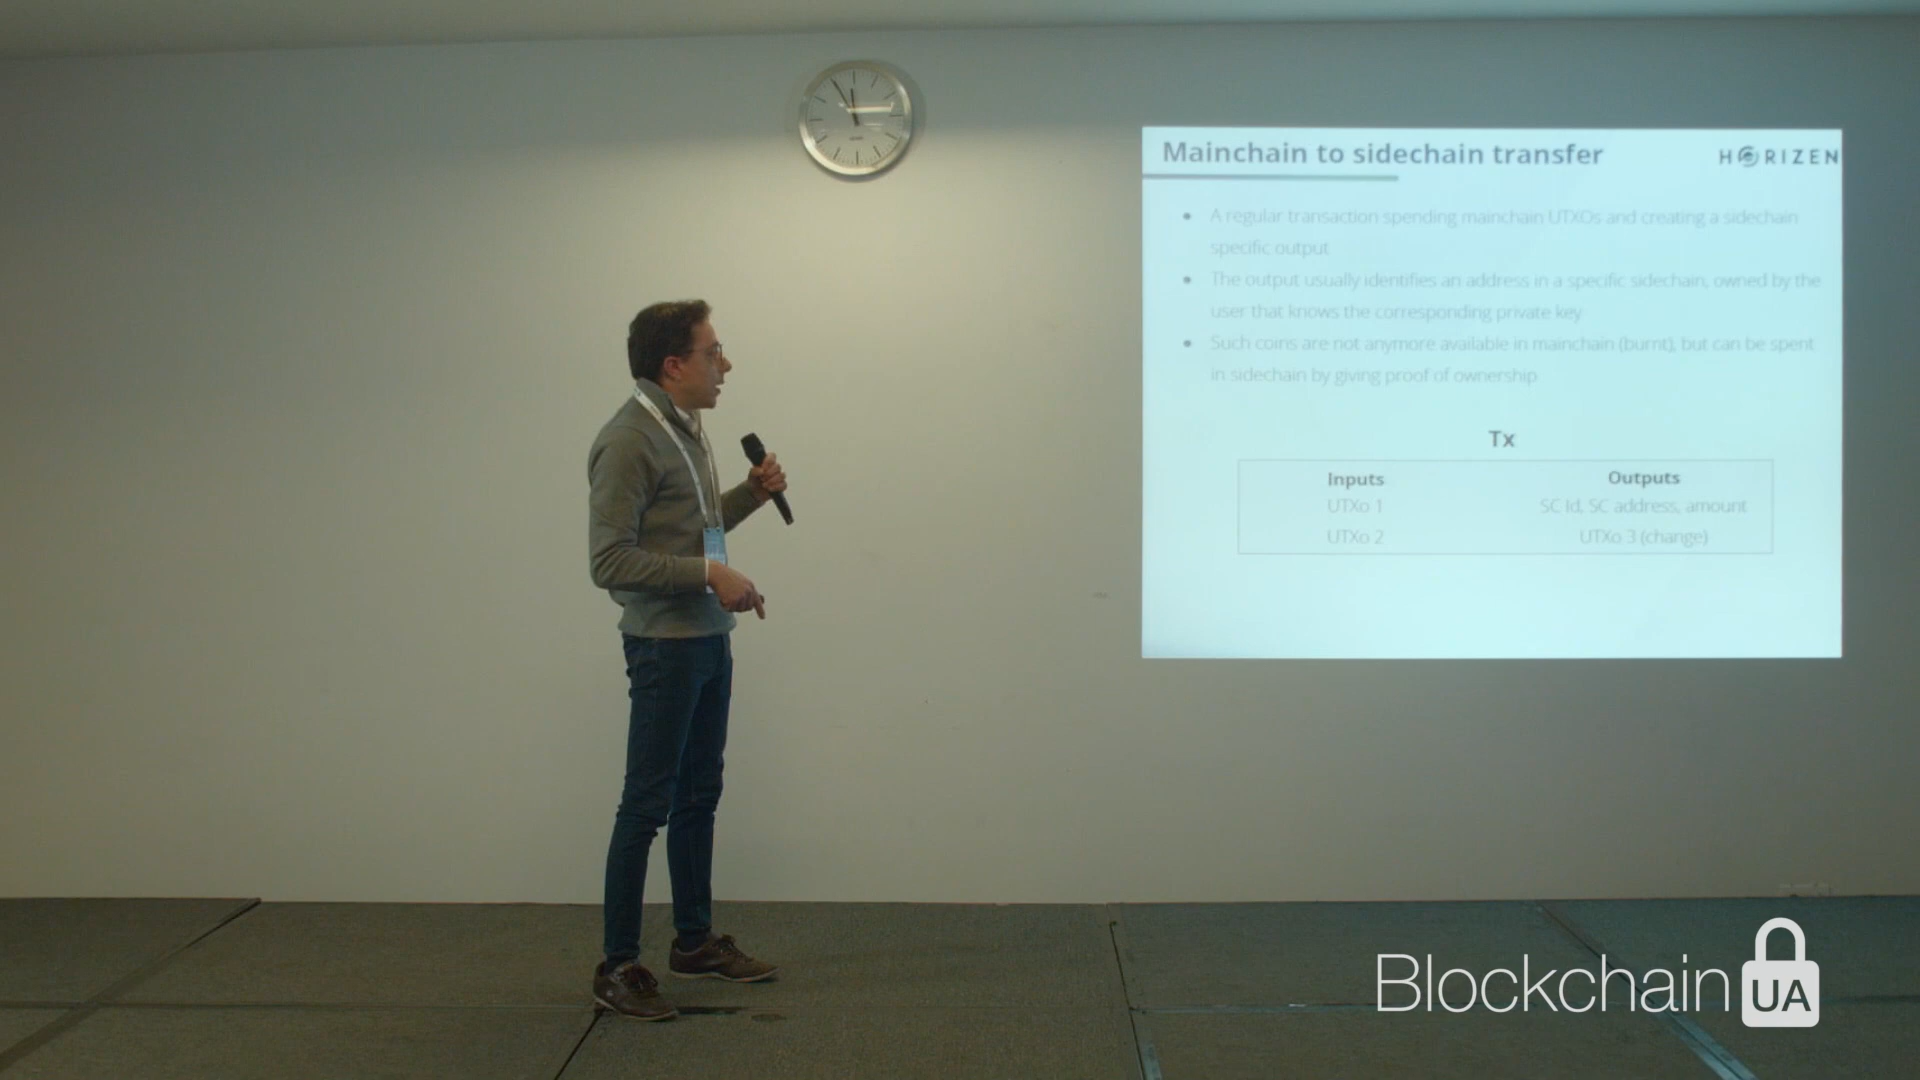 Mainchain to sidechain transfer
HORIZEN
A regular transaction spending mainchain UTXOs and creating a sidechain
specific output
The output usually identifies an address in a specific sidechain, owned by the
user that knows the corresponding private key
Such coins are not anymore available in mainchain (burnt), but can be spent
in sidechain by giving proof of ownership
Tx
Inputs Outputs
UTXo 1 SC Id, SC address, amount
UTXo 2 UTXo 3 (change)
Blockchain UA